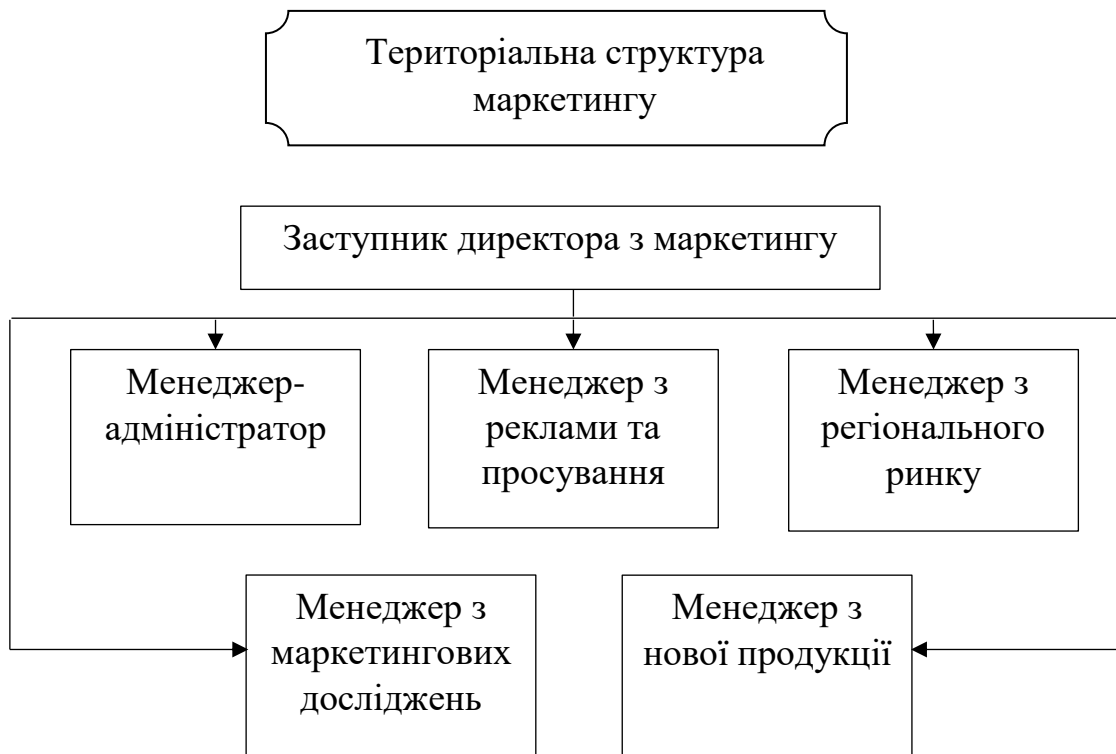 Територіальна структура
маркетингу
Заступник директора з маркетингу
Менеджер-
адміністратор
Менеджер з
реклами та
просування
Менеджер з
регіонального
ринку
Менеджер з
маркетингових
досліджень
Менеджер з
нової продукції